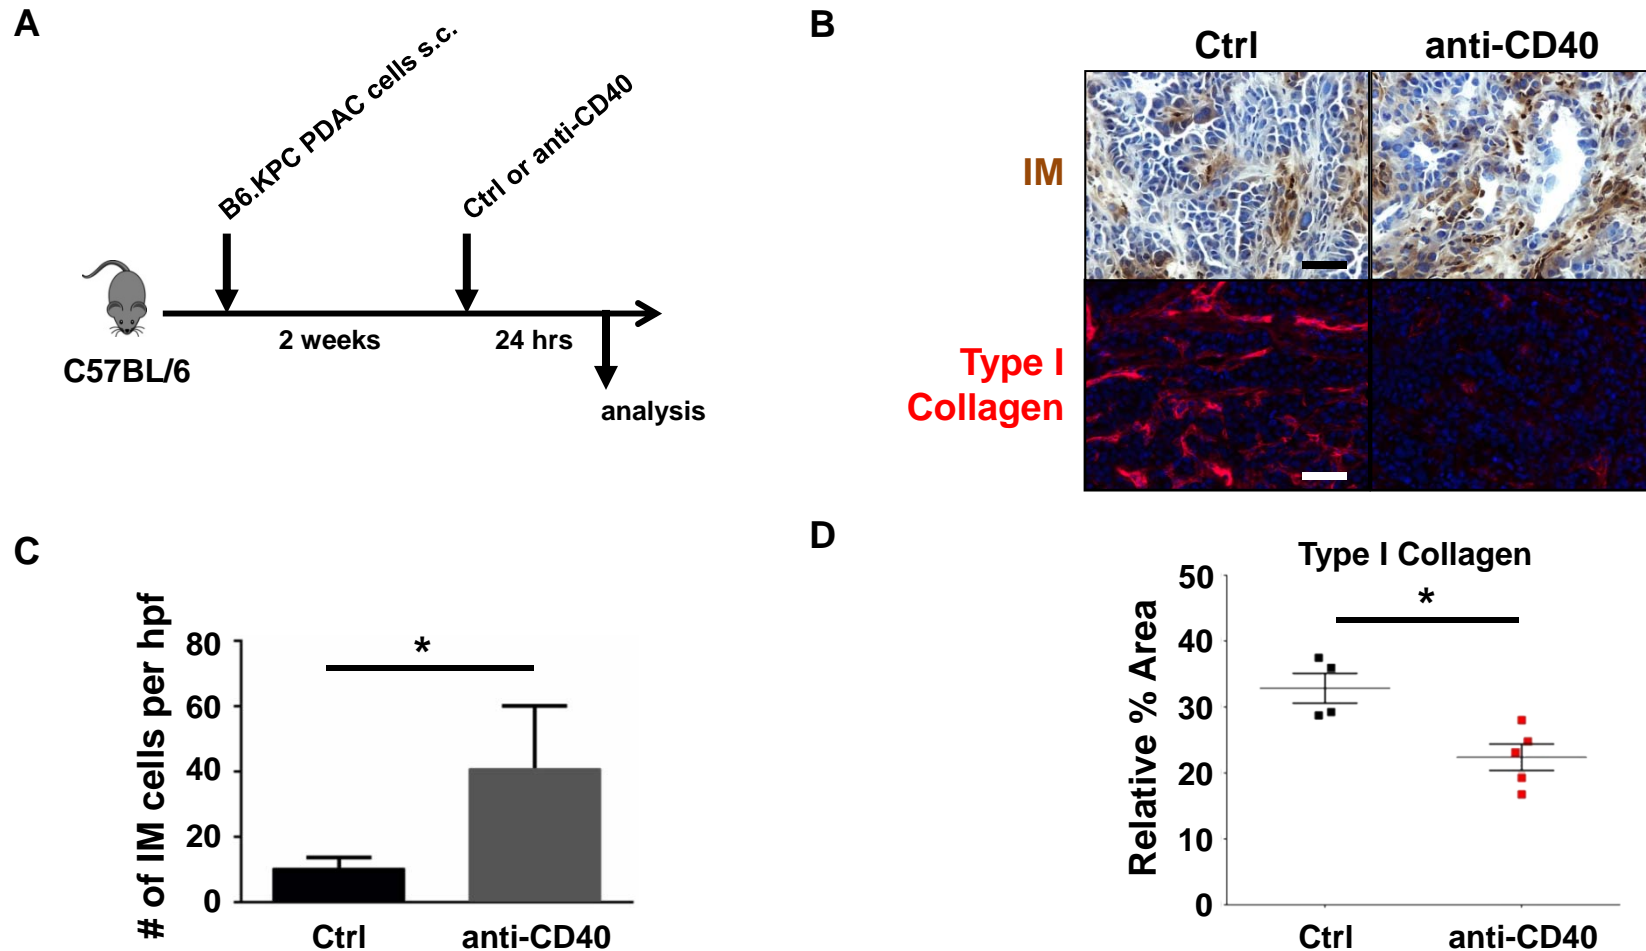 A
B6.KPC PDAC cells s.c.
Ctrl or anti-CD40
2 weeks
24 hrs
C57BL/6
analysis
B
Ctrl
anti-CD40
IM
Type I
Collagen
C
# of IM cells per hpf
80
60
40
20
0
*
Ctrl
anti-CD40
D
Type I Collagen
Relative % Area
50
40
30
20
10
0
*
Ctrl
anti-CD40